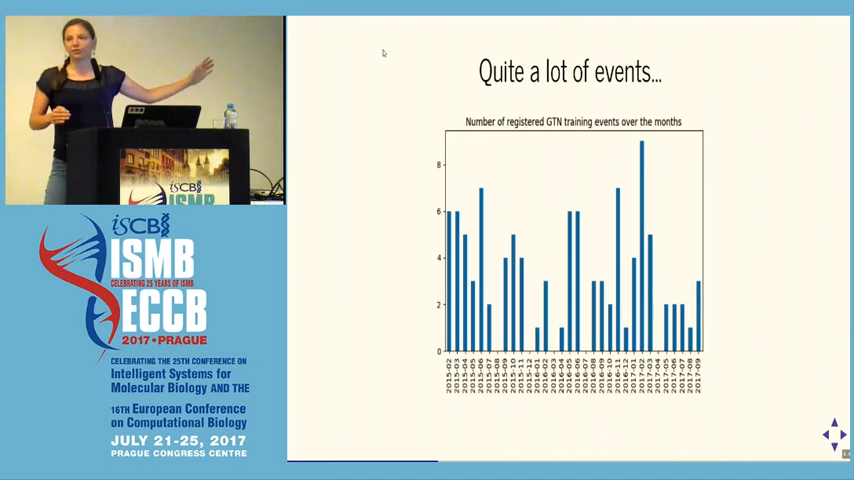 Quite a lot of events...
Number of registered GTN training events over the months
8
6
4
2
0
2015-02
2015-03
2015-04
2015-05
2015-06
2015-07
2015-08
2015-09
2015-10
2015-11
2015-12
2016-01
2016-02
2016-03
2016-04
2016-05
2016-06
2016-07
2016-08
2016-09
2016-10
2016-11
2016-12
2017-01
2017-02
2017-03
2017-04
2017-05
2017-06
2017-07
2017-08
2017-09
iSCB
ISMB
iSCB
ISMB
CELEBRATING 25 YEARS OF ISMB
ECCB
2017•PRAGUE
CELEBRATING THE 25TH CONFERENCE ON
Intelligent Systems for
Molecular Biology AND THE
16TH European Conference
on Computational Biology
JULY 21-25, 2017
PRAGUE CONGRESS CENTRE